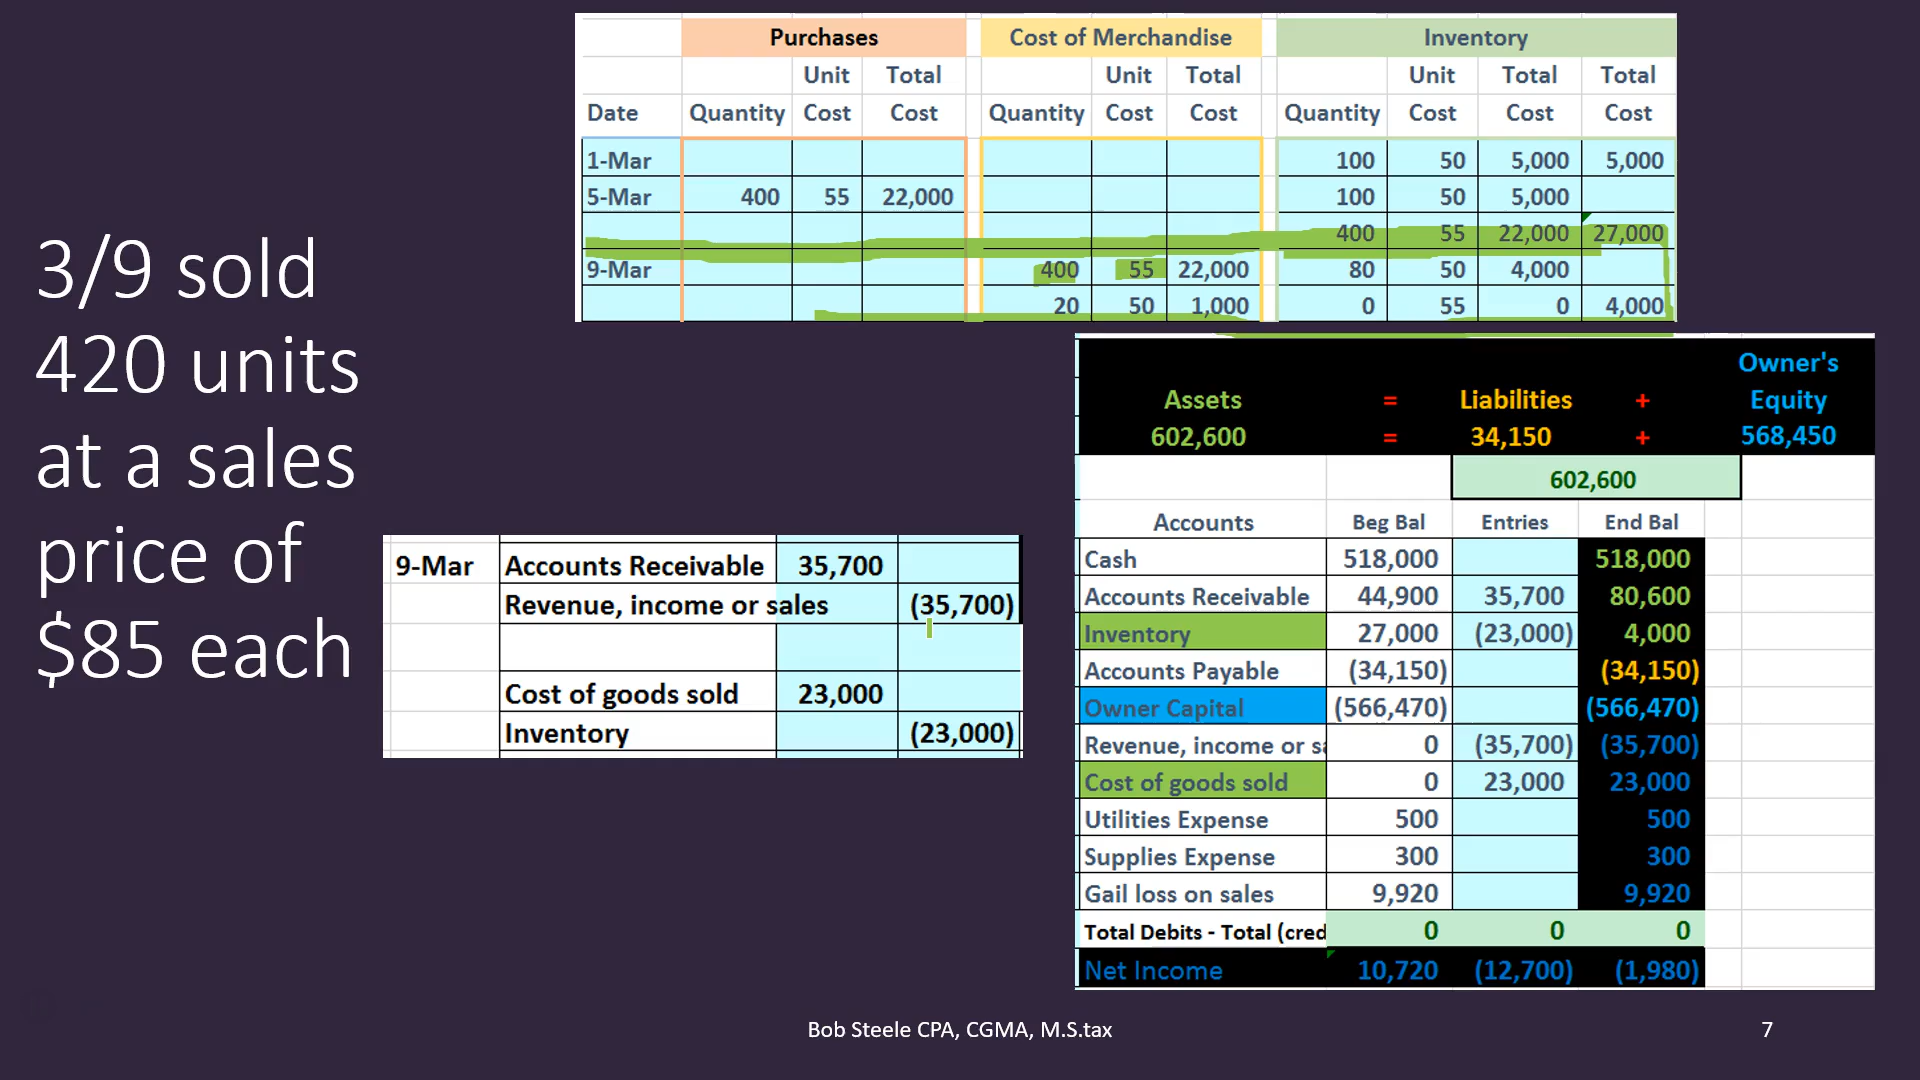 3/9 sold
420 units
at a sales
price of
$85 each
Purchases Cost of Merchandise Inventory
Unit Total Unit Total Unit Total Total
Date Quantity Cost Cost Quantity Cost Cost Quantity Cost Cost Cost
1-Mar 100 50 5,000 5,000
5-Mar 400 55 22,000 100 50 5,000
400 55 22,000 27,000
9-Mar 400 55 22,000 80 50 4,000
20 50 1,000 0 55 0 4,000
9-Mar Accounts Receivable 35,700
Revenue, income or sales (35,700)
Cost of goods sold 23,000
Inventory (23,000)
Owner's
Assets = Liabilities + Equity
602,600 = 34,150 + 568,450
602,600
Accounts Beg Bal Entries End Bal
Cash 518,000 518,000
Accounts Receivable 44,900 35,700 80,600
Inventory 27,000 (23,000) 4,000
Accounts Payable (34,150) (34,150)
Owner Capital (566,470) (566,470)
Revenue, income or sa 0 (35,700) (35,700)
Cost of goods sold 0 23,000 23,000
Utilities Expense 500 500
Supplies Expense 300 300
Gail loss on sales 9,920 9,920
Total Debits - Total (cred 0 0 0
Net Income 10,720 (12,700) (1,980)
Bob Steele CPA, CGMA, M.S.tax
7